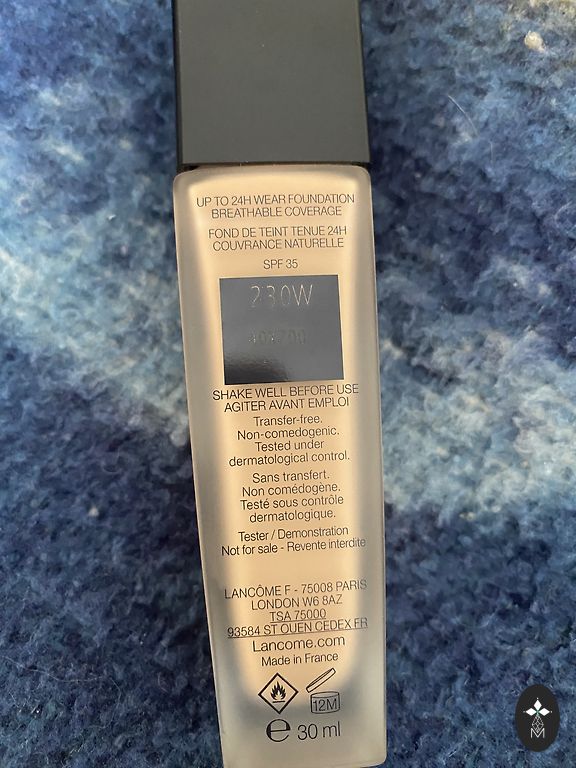 UP TO 24H WEAR FOUNDATION
BREATHABLE COVERAGE
FOND DE TEINT TENUE 24H
COUVRANCE NATURELLE
SPF 35
230W
SHAKE WELL BEFORE USE
AGITER AVANT EMPLOI
Transfer-free.
Non-comedogenic.
Tested under
dermatological control.
Sans transfert.
Non comédogène.
Testé sous contrôle
dermatologique.
Tester / Demonstration
Not for sale - Revente interdite
LANCÔME F - 75008 PARIS
LONDON W6 8AZ
TSA 75000
93584 ST OUEN CEDEX FR
Lancome.com
Made in France
12M
e 30 ml
M